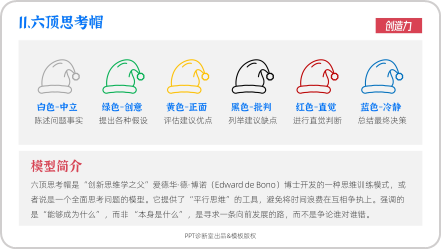 11.六顶思考帽
创造力
白色-中立 绿色-创意 黄色-正面 黑色-批判 红色-直觉 蓝色-冷静
陈述问题事实 提出各种假设 评估建议优点 列举建议缺点 进行直觉判断 总结最终决策
模型简介
六顶思考帽是“创新思维学之父”爱德华·德·博诺（Edward de Bono）博士开发的一种思维训练模式，或
者说是一个全面思考问题的模型。它提供了“平行思维”的工具，避免将时间浪费在互相争执上。强调的
是“能够成为什么”，而非 “本身是什么”，是寻求一条向前发展的路，而不是争论谁对谁错。
PPT诊断室出品&模板版权